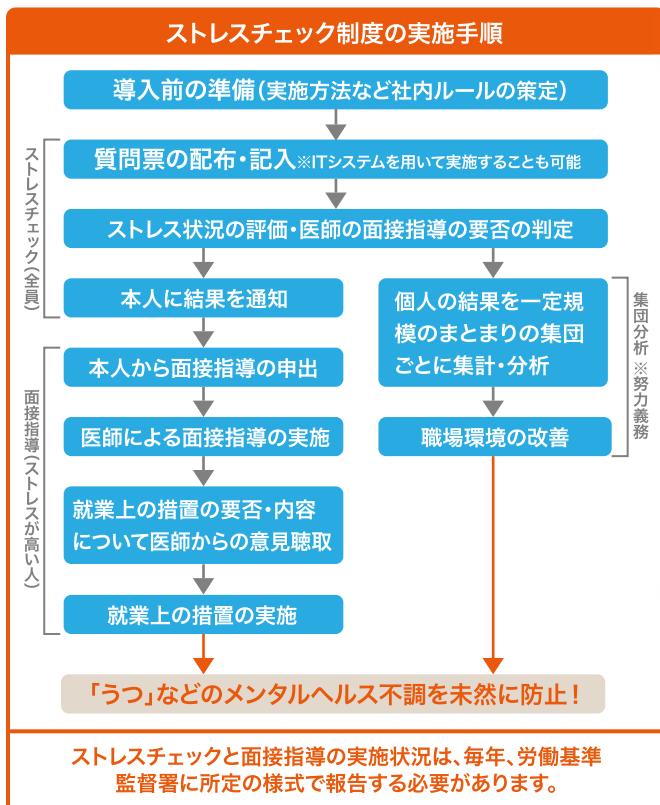 ストレスチェック制度の実施手順
導入前の準備(実施方法など社内ルールの策定)
ストレスチェック(全員)
質問票の配布・記入※ITシステムを用いて実施することも可能
ストレス状況の評価・医師の面接指導の要否の判定
本人に結果を通知
個人の結果を一定規
模のまとまりの集団
ごとに集計・分析
集団分析 ※努力義務
面接指導(ストレスが高い人)
本人から面接指導の申出
医師による面接指導の実施
職場環境の改善
就業上の措置の要否・内容
について医師からの意見聴取
就業上の措置の実施
「うつ」などのメンタルヘルス不調を未然に防止!
ストレスチェックと面接指導の実施状況は、毎年、労働基準
監督署に所定の様式で報告する必要があります。